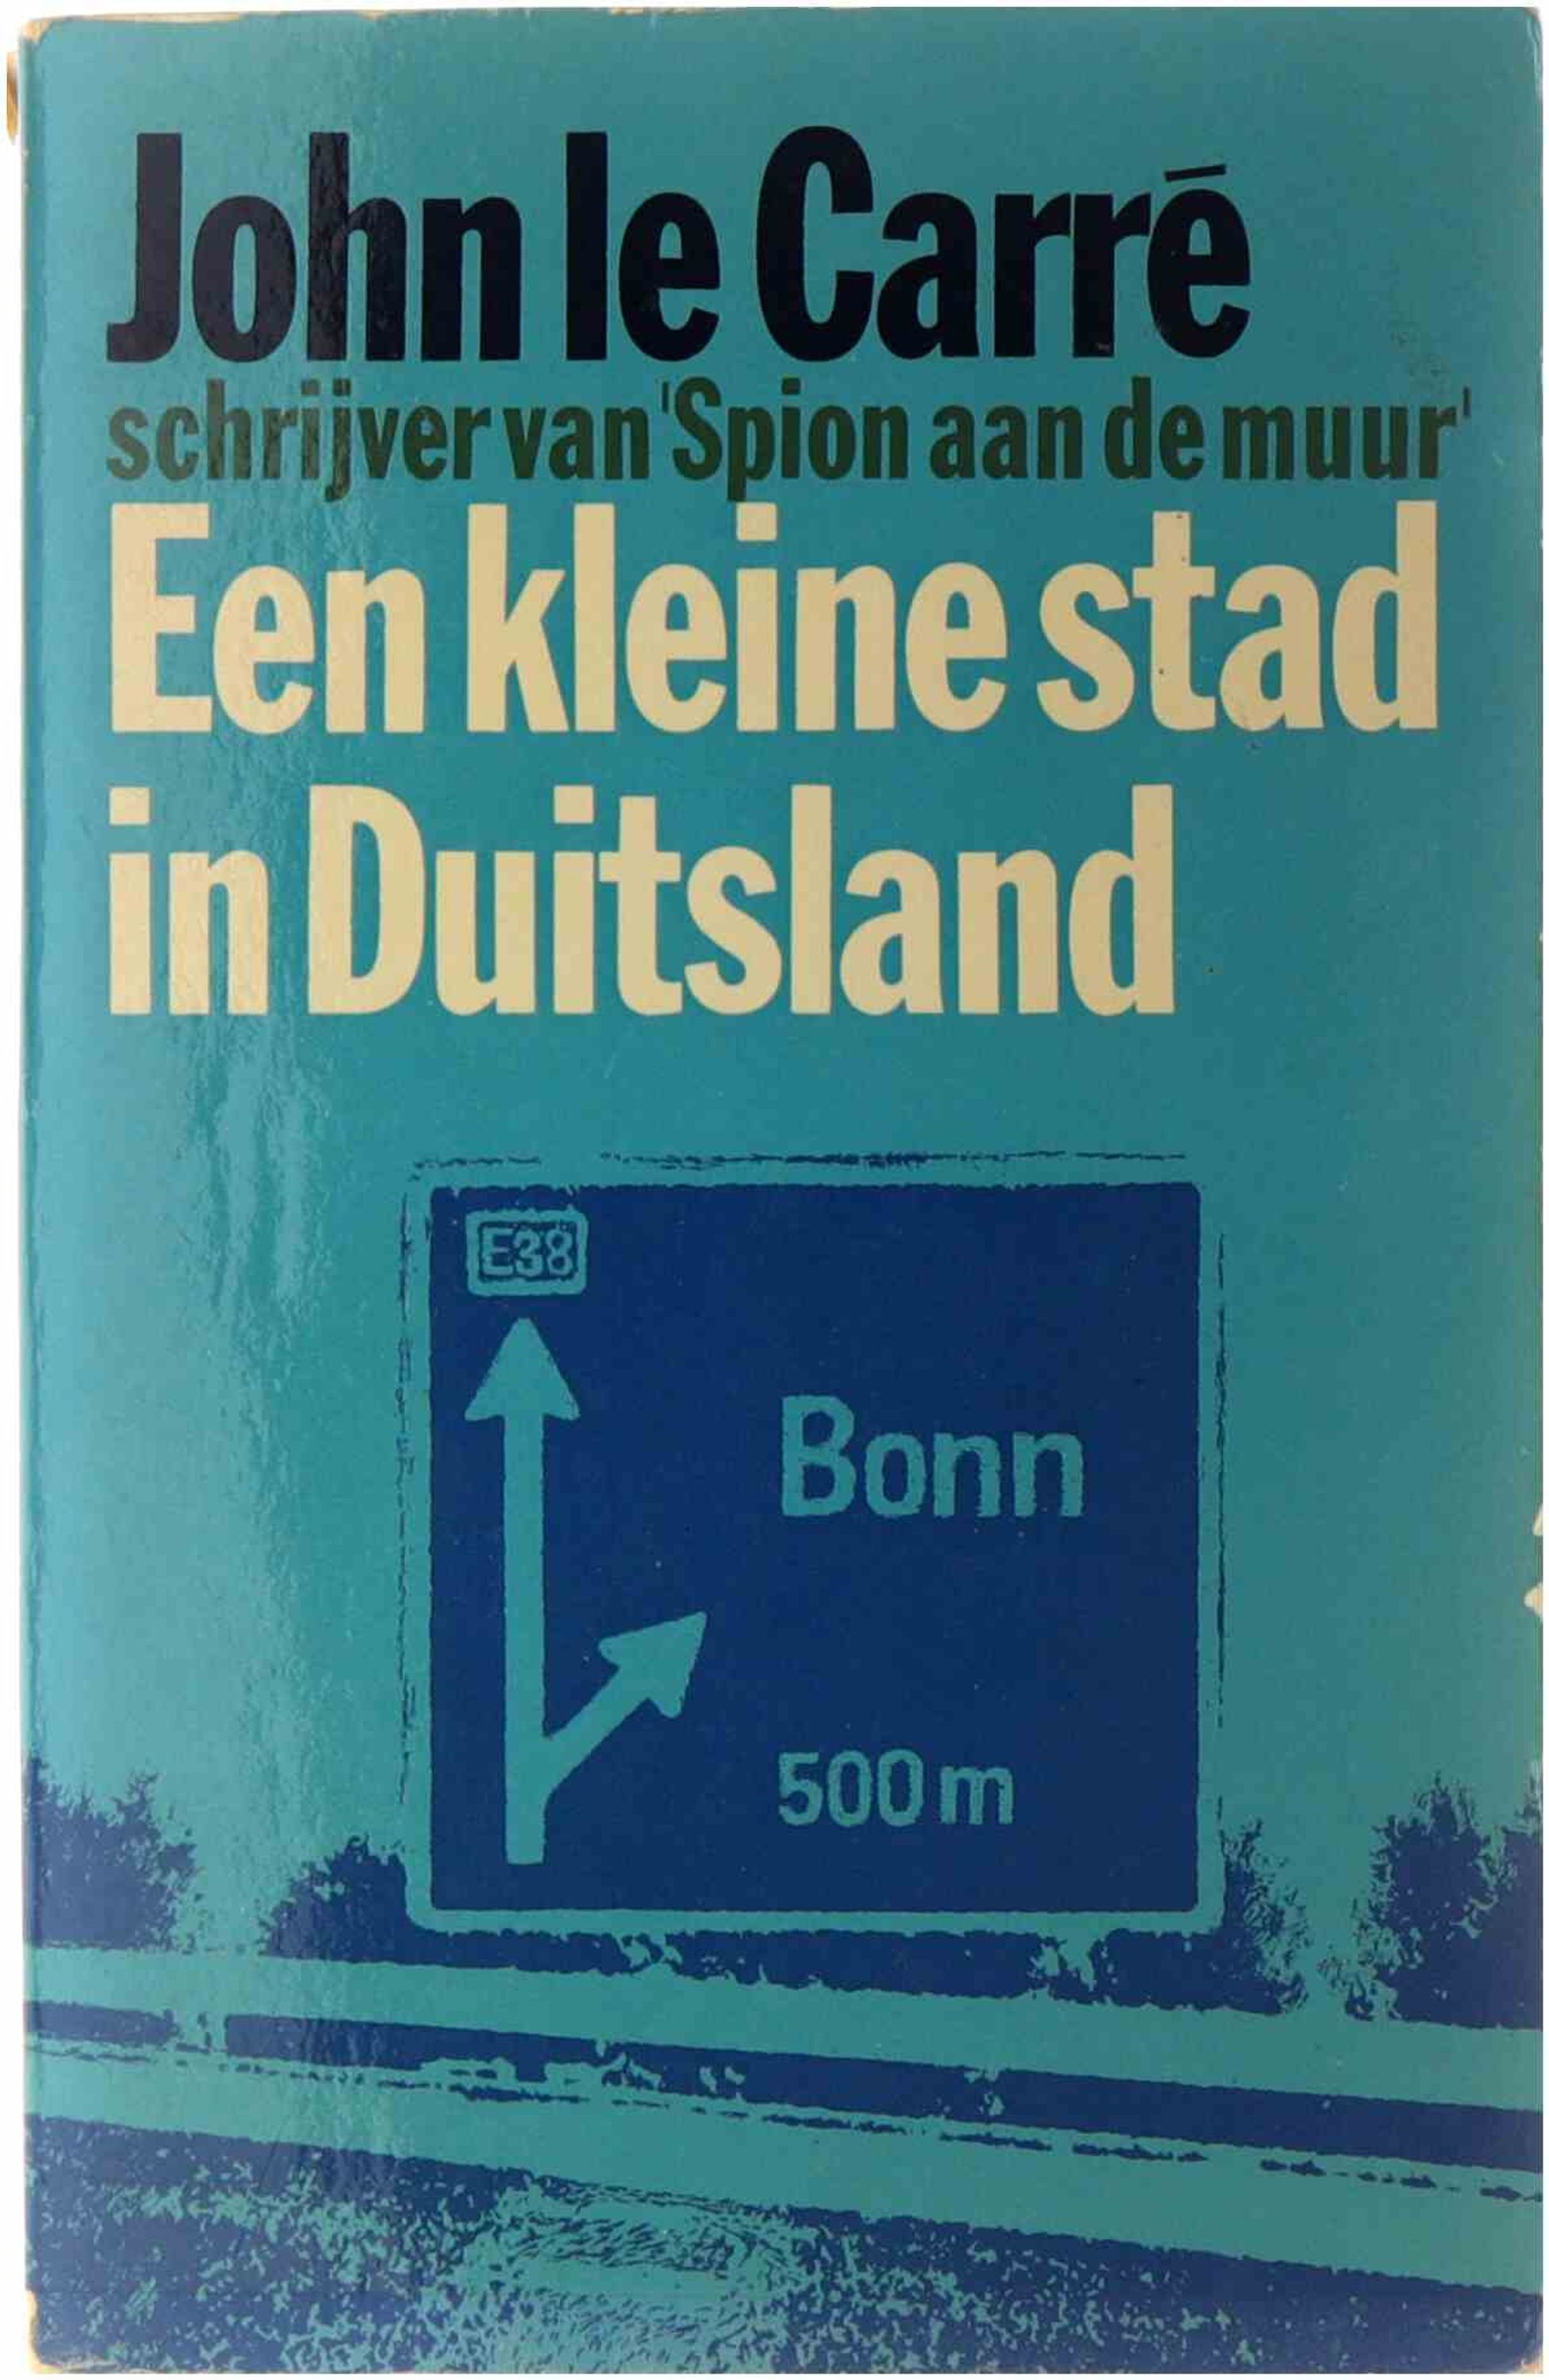 John le Carré
schrijver van 'Spion aan de muur'
Een kleine stad
in Duitsland
E38
Bonn
500 m